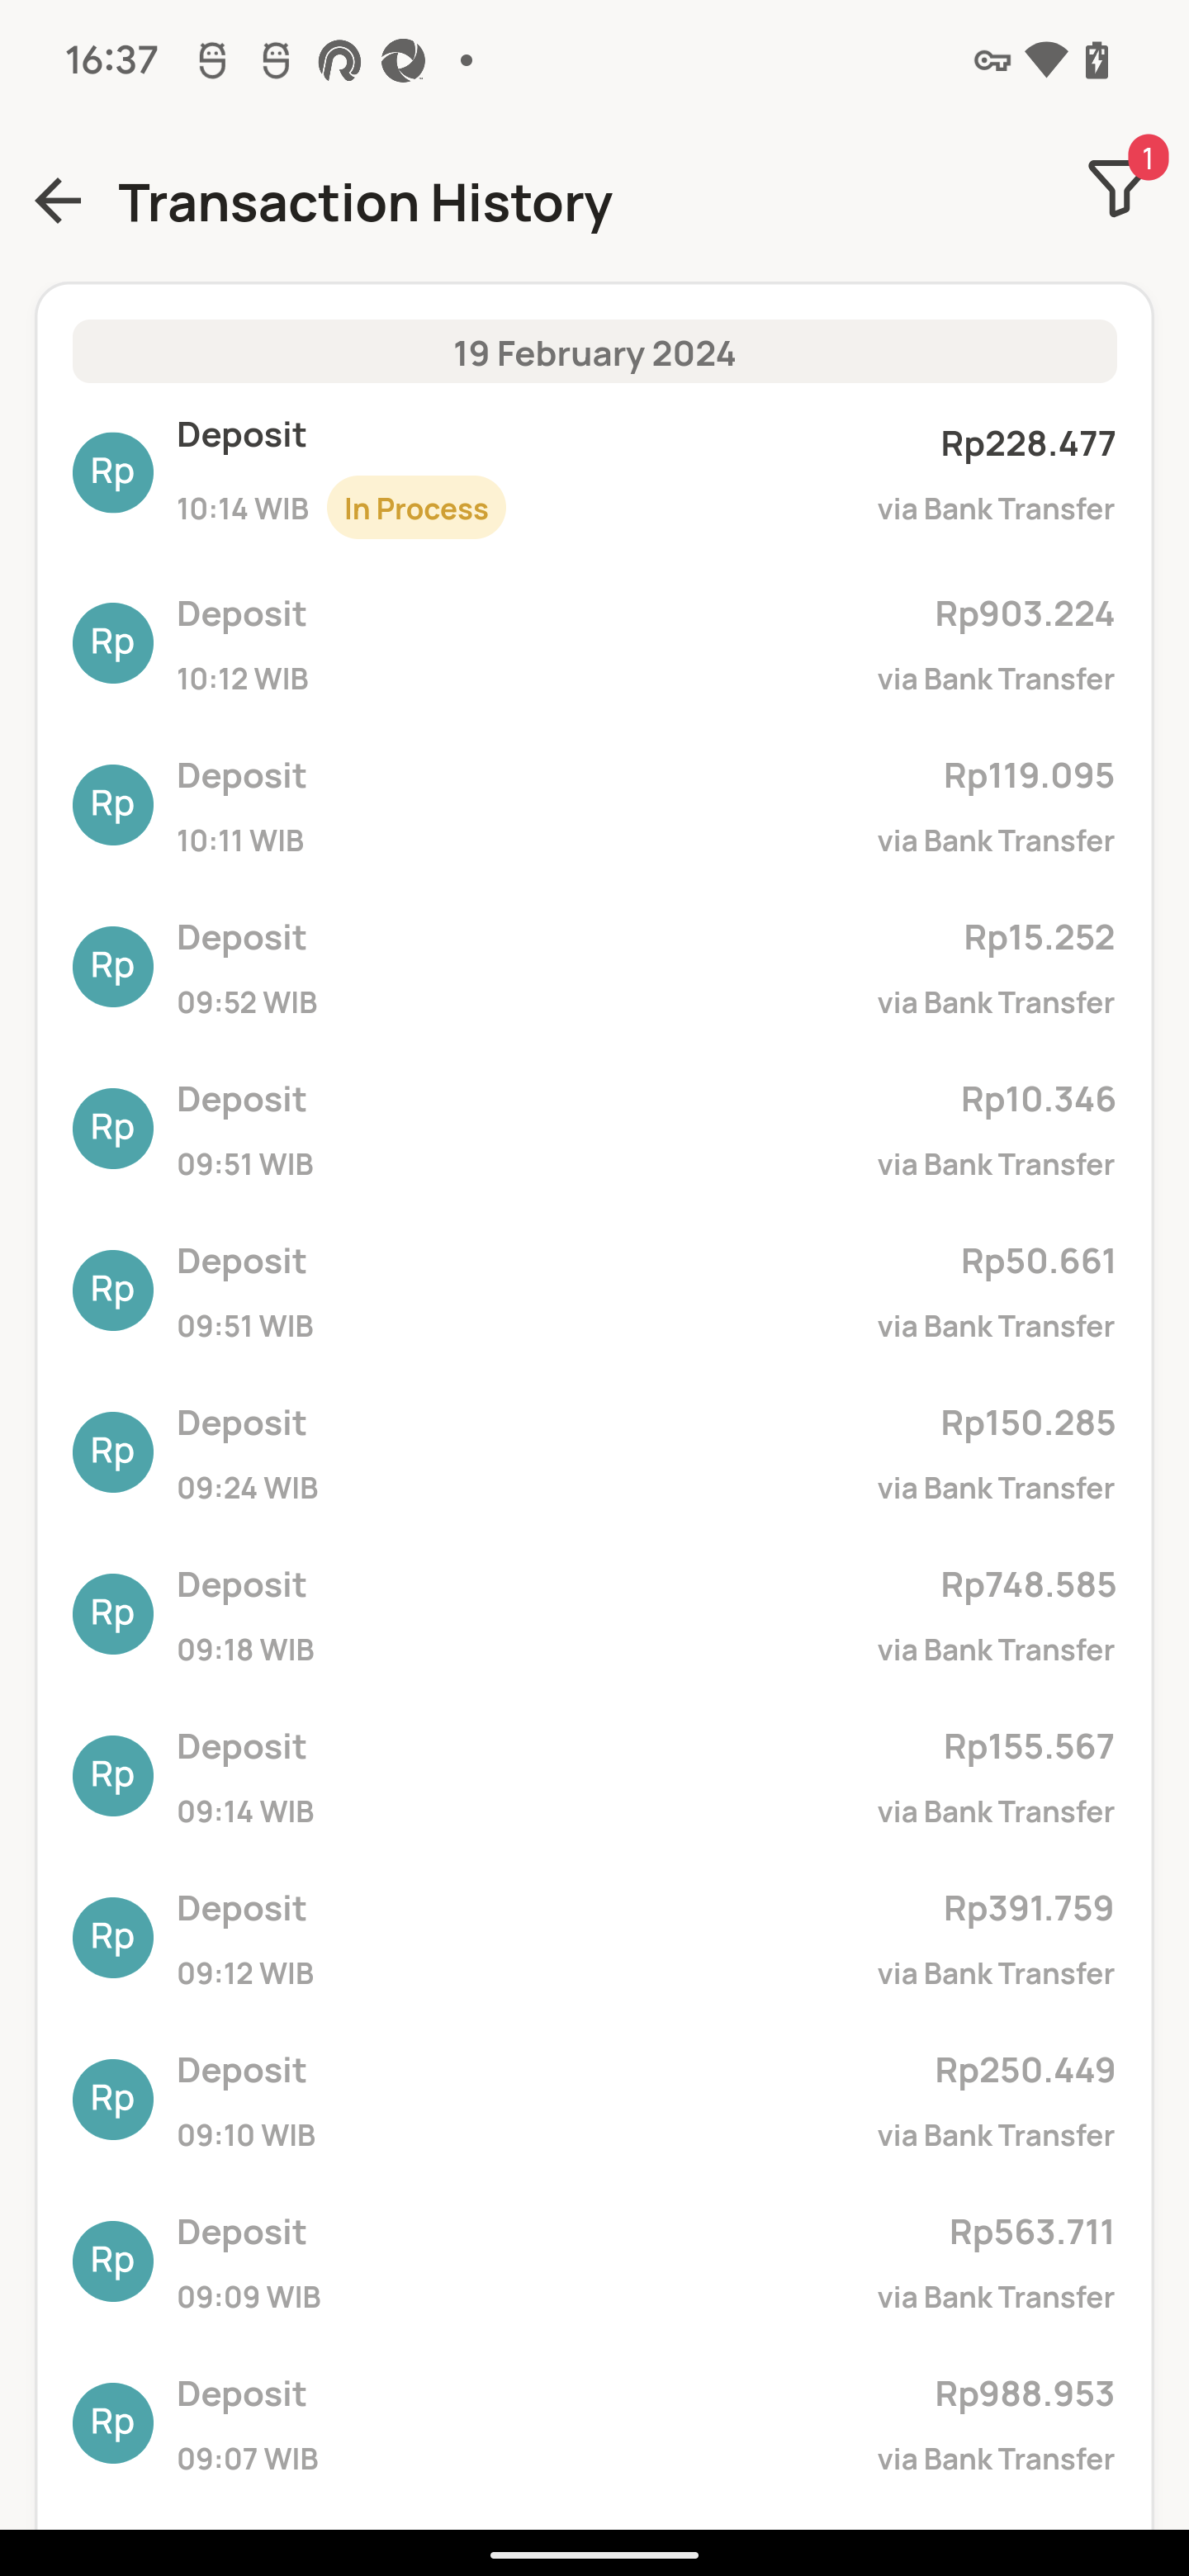 16:37
Transaction History
1
19 February 2024
Rp
Deposit
Rp228.477
10:14 WIB
In Process
via Bank Transfer
Rp
Deposit
Rp903.224
10:12 WIB
via Bank Transfer
Rp
Deposit
Rp119.095
10:11 WIB
via Bank Transfer
Rp
Deposit
Rp15.252
09:52 WIB
via Bank Transfer
Rp
Deposit
Rp10.346
09:51 WIB
via Bank Transfer
Rp
Deposit
Rp50.661
09:51 WIB
via Bank Transfer
Rp
Deposit
Rp150.285
09:24 WIB
via Bank Transfer
Rp
Deposit
Rp748.585
09:18 WIB
via Bank Transfer
Rp
Deposit
Rp155.567
09:14 WIB
via Bank Transfer
Rp
Deposit
Rp391.759
09:12 WIB
via Bank Transfer
Rp
Deposit
Rp250.449
09:10 WIB
via Bank Transfer
Rp
Deposit
Rp563.711
09:09 WIB
via Bank Transfer
Rp
Deposit
Rp988.953
09:07 WIB
via Bank Transfer